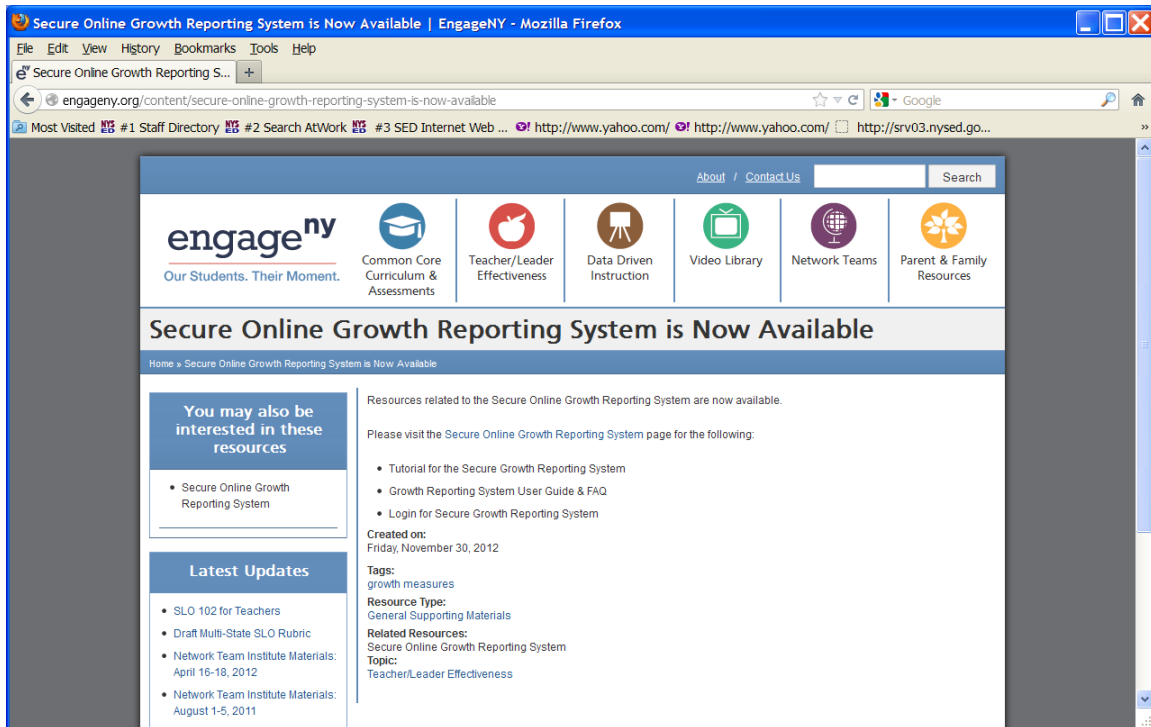 Secure Online Growth Reporting System is Now Available | EngageNY - Mozilla Firefox
File Edit View History Bookmarks Tools Help
Secure Online Growth Reporting S... +
engageny.org/content/secure-online-growth-reporting-system-is-now-available
Google
Most Visited NYS ED #1 Staff Directory NYS ED #2 Search AtWork NYS ED #3 SED Internet Web ... http://www.yahoo.com/ http://www.yahoo.com/ http://srv03.nysed.go... »
About / Contact Us Search
engage ny
Our Students. Their Moment.
Common Core
Curriculum &
Assessments
Teacher/Leader
Effectiveness
Data Driven
Instruction
Video Library
Network Teams
Parent & Family
Resources
Secure Online Growth Reporting System is Now Available
Home » Secure Online Growth Reporting System is Now Available
You may also be
interested in these
resources
• Secure Online Growth
Reporting System
Latest Updates
• SLO 102 for Teachers
• Draft Multi-State SLO Rubric
• Network Team Institute Materials:
April 16-18, 2012
• Network Team Institute Materials:
August 1-5, 2011
Resources related to the Secure Online Growth Reporting System are now available.
Please visit the Secure Online Growth Reporting System page for the following:
• Tutorial for the Secure Growth Reporting System
• Growth Reporting System User Guide & FAQ
• Login for Secure Growth Reporting System
Created on:
Friday, November 30, 2012
Tags:
growth measures
Resource Type:
General Supporting Materials
Related Resources:
Secure Online Growth Reporting System
Topic:
Teacher/Leader Effectiveness